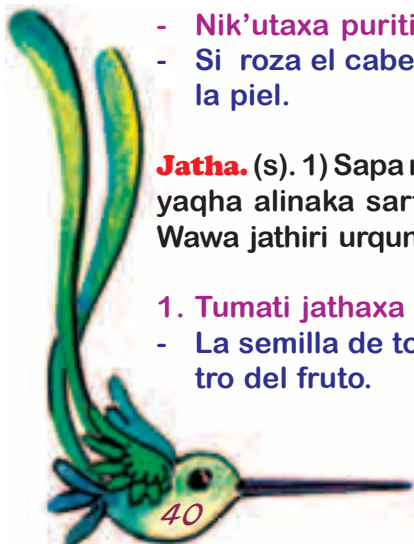 - Nik’utaxa puriti
- Si roza el cabe
la piel.
Jatha. (s). 1) Sapa
yaqha alinaka sar
Wawa jathiri urqu
1. Tumati jathaxa
- La semilla de to
tro del fruto.
40